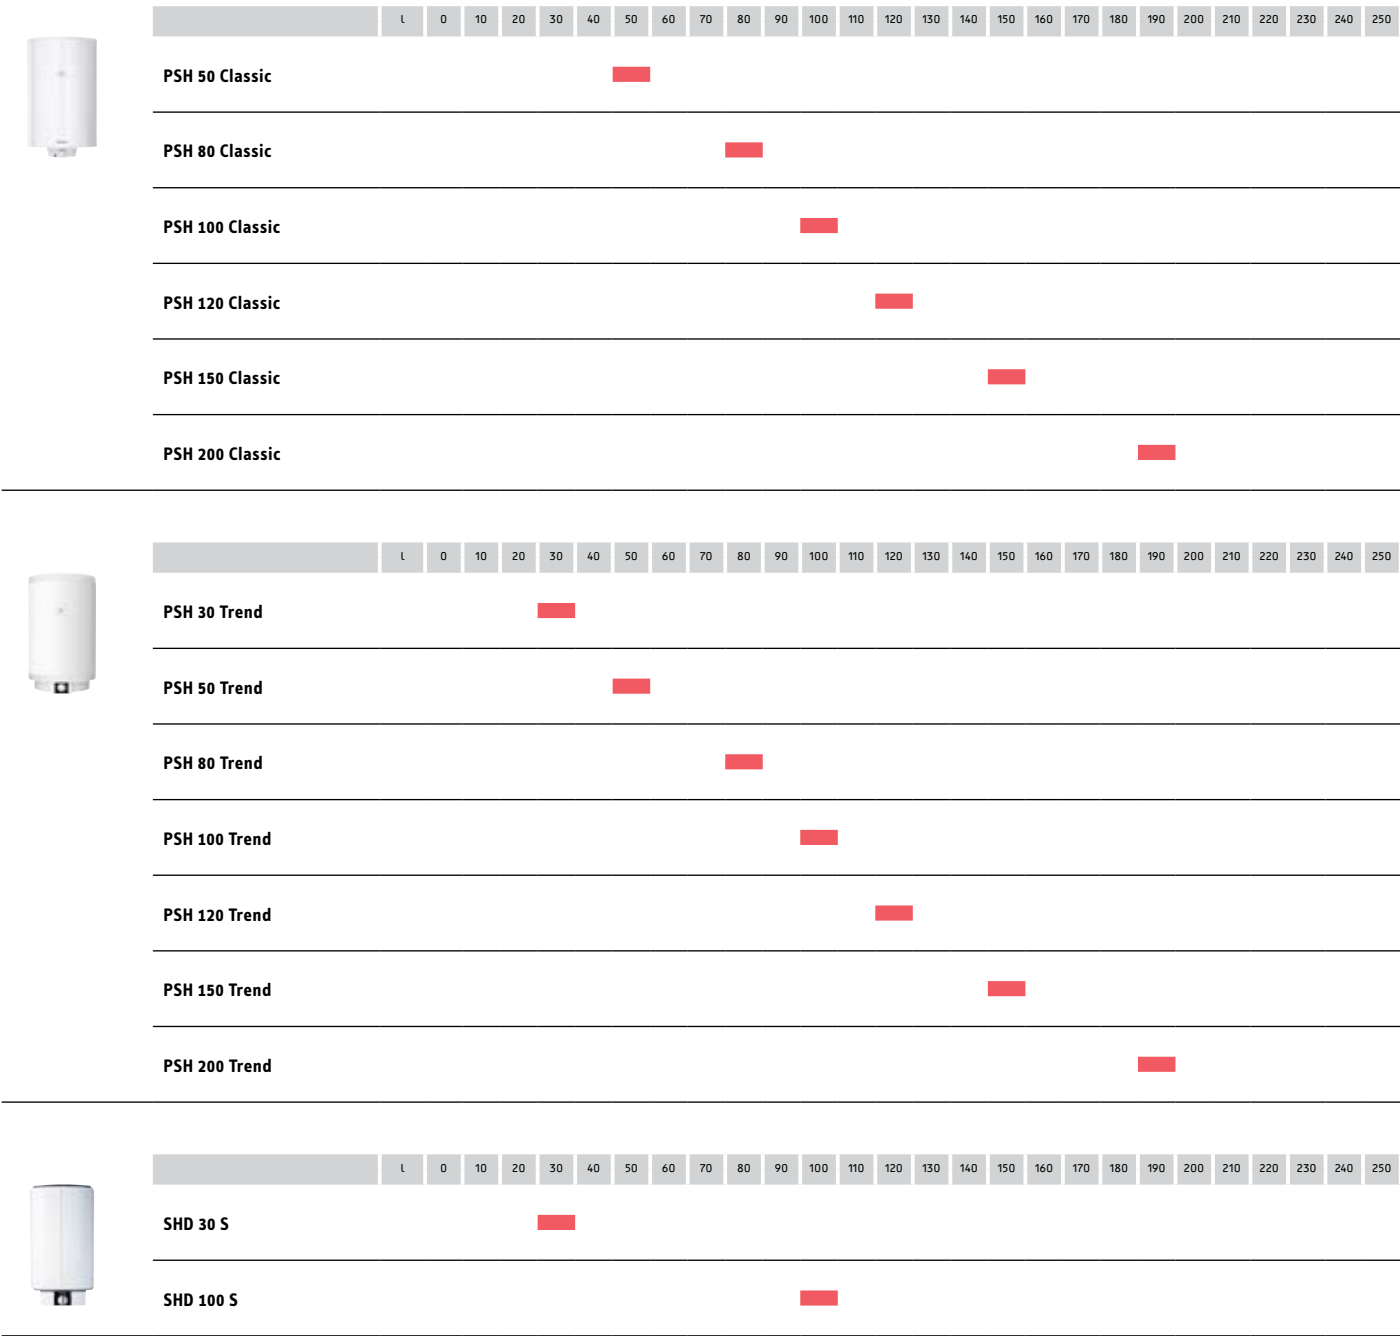 l 0 10 20 30 40 50 60 70 80 90 100 110 120 130 140 150 160 170 180 190 200 210 220 230 240 250
PSH 50 Classic
PSH 80 Classic
PSH 100 Classic
PSH 120 Classic
PSH 150 Classic
PSH 200 Classic
l 0 10 20 30 40 50 60 70 80 90 100 110 120 130 140 150 160 170 180 190 200 210 220 230 240 250
PSH 30 Trend
PSH 50 Trend
PSH 80 Trend
PSH 100 Trend
PSH 120 Trend
PSH 150 Trend
PSH 200 Trend
l 0 10 20 30 40 50 60 70 80 90 100 110 120 130 140 150 160 170 180 190 200 210 220 230 240 250
SHD 30 S
SHD 100 S